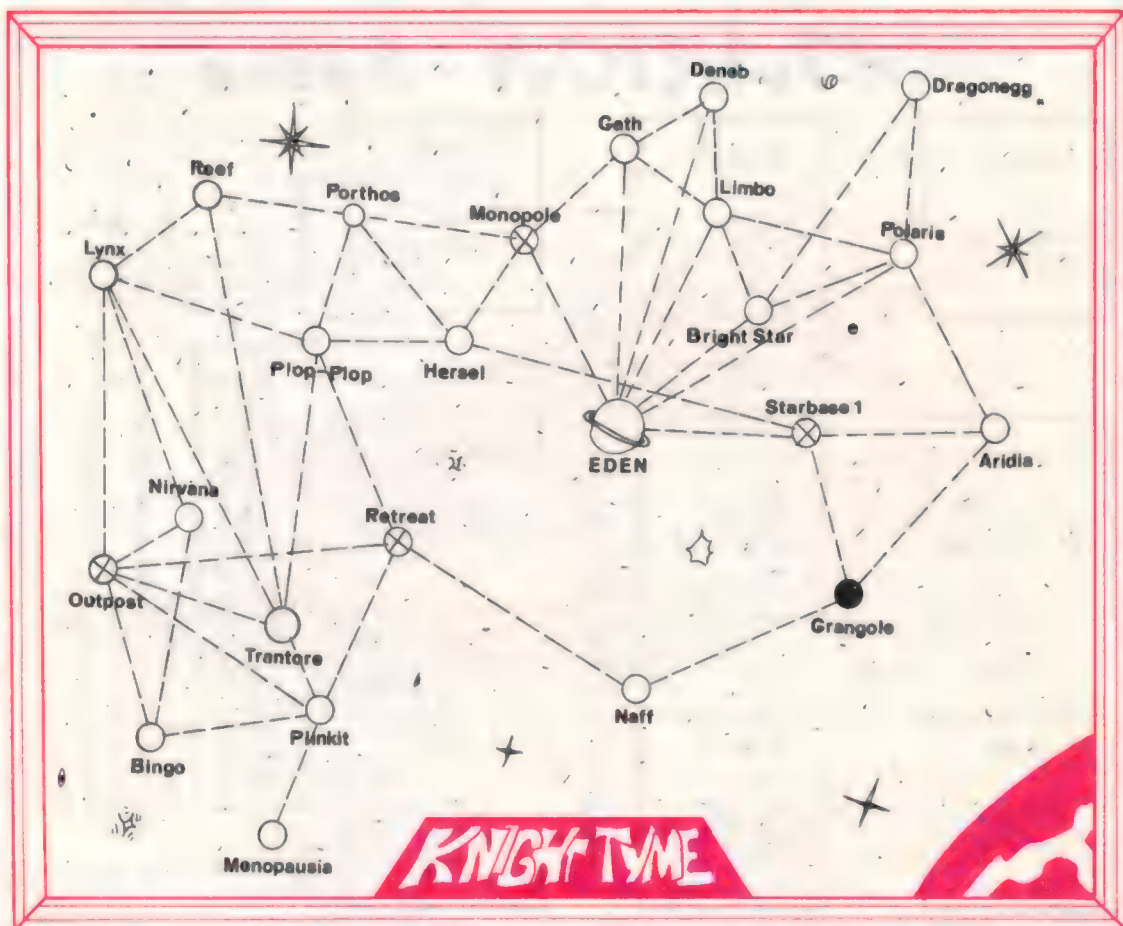 Deneb
Dragonegg
Gath
Reef
Porthos
Limbo
Monopole
Polaris
Lynx
Bright Star
Plop-Plop
Hersel
Starbase 1
EDEN
Aridia
Nirvana
Retreat
Outpost
Grangole
Trantore
Naff
Plinkit
Bingo
Menopausia
KNIGHT TYME